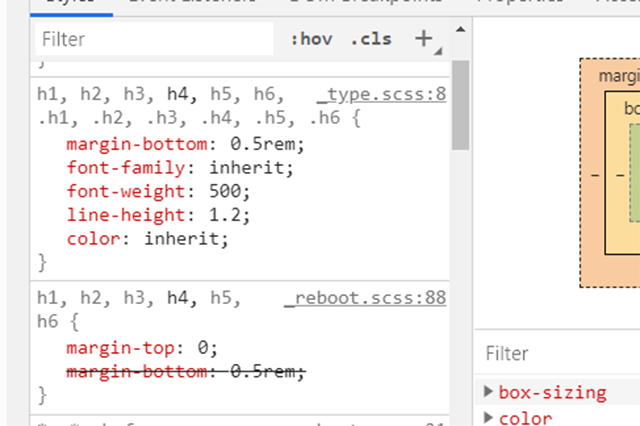 Filter
:hov .cls +
}
h1, h2, h3, h4, h5, h6, _type.scss:8
.h1, .h2, .h3, .h4, .h5, .h6 {
margin-bottom: 0.5rem;
font-family: inherit;
font-weight: 500;
line-height: 1.2;
color: inherit;
}
h1, h2, h3, h4, h5, _reboot.scss:88
h6 {
margin-top: 0;
margin-bottom: 0.5rem;
}
Filter
box-sizing
color